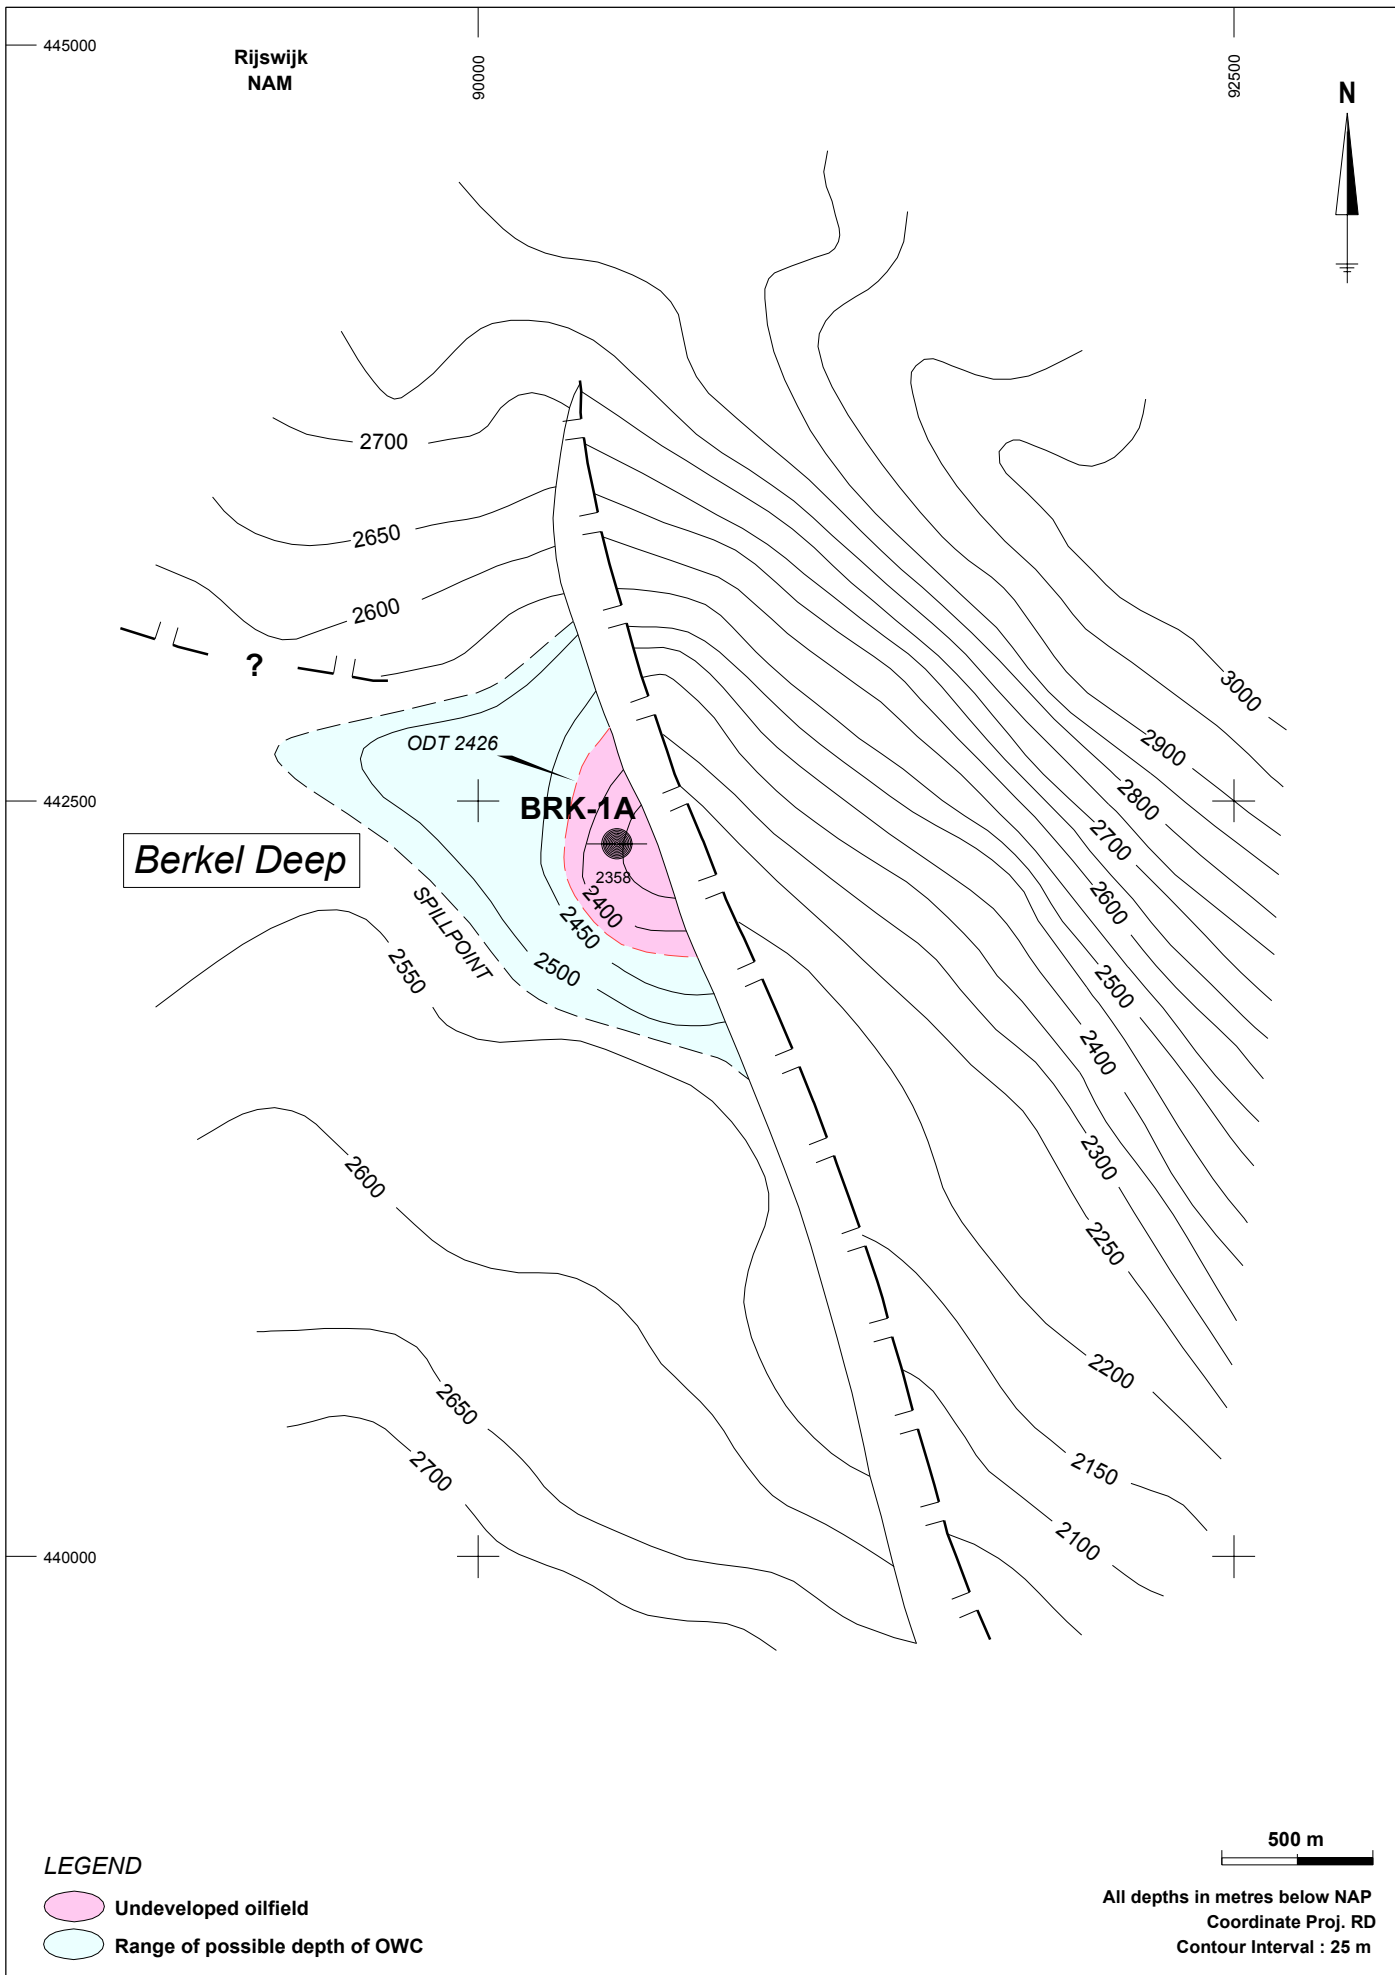 445000
Rijswijk
NAM
90000
92500
N
2700
2650
2600
?
3000
2900
2800
2700
2600
2500
2400
2300
2250
2200
2150
2100
ODT 2426
442500
BRK-1A
2358
Berkel Deep
SPILLPOINT
2400
2450
2500
2550
2600
2650
2700
440000
500 m
LEGEND
Undeveloped oilfield
Range of possible depth of OWC
All depths in metres below NAP
Coordinate Proj. RD
Contour Interval : 25 m